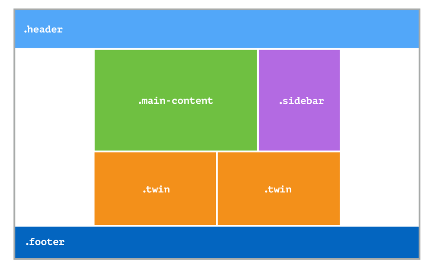 .header
.main-content
.sidebar
.twin
.twin
.footer